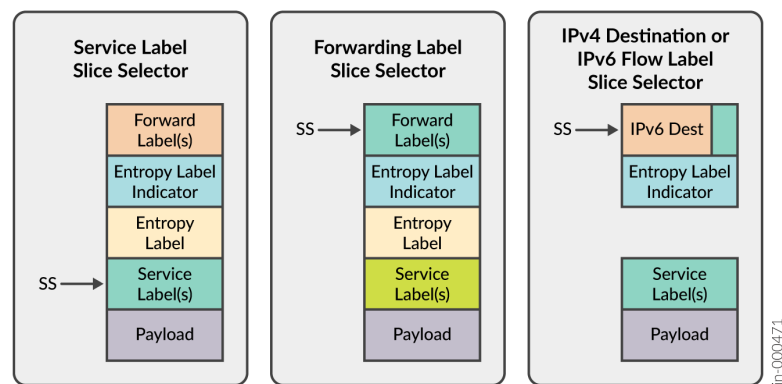 Service Label
Slice Selector
Forward
Label(s)
Entropy Label
Indicator
Entropy
Label
SS
Service
Label(s)
Payload
Forwarding Label
Slice Selector
SS
Forward
Label(s)
Entropy Label
Indicator
Entropy
Label
Service
Label(s)
Payload
IPv4 Destination or
IPv6 Flow Label
Slice Selector
SS
IPv6 Dest
Entropy Label
Indicator
Service
Label(s)
Payload